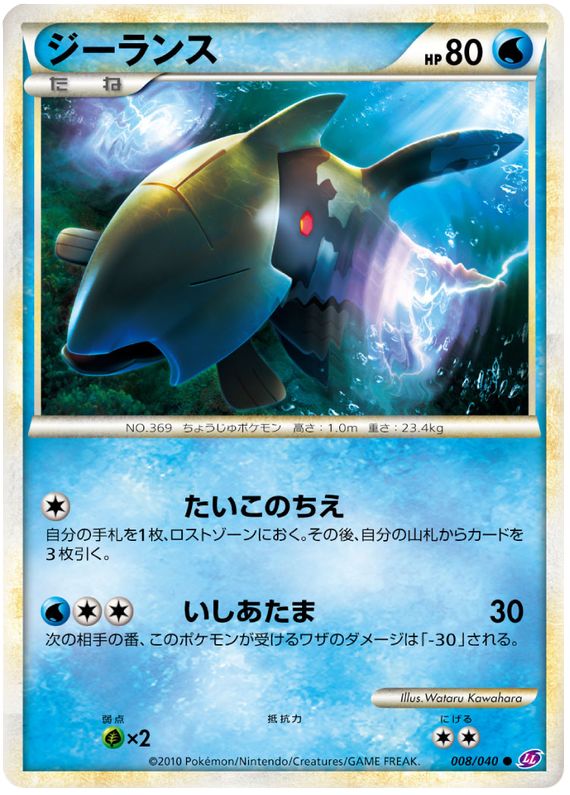 ジーランス HP80
たね
NO.369 ちょうじゅポケモン 高さ:1.0m 重さ:23.4kg
たいこのちえ
自分の手札を1枚、ロストゾーンにおく。その後、自分の山札からカードを
3枚引く。
いしあたま 30
次の相手の番、このポケモンが受けるワザのダメージは「-30」される。
Illus.Wataru Kawahara
弱点 抵抗力 にげる
×2
©2010 Pokémon/Nintendo/Creatures/GAME FREAK. 008/040 LL